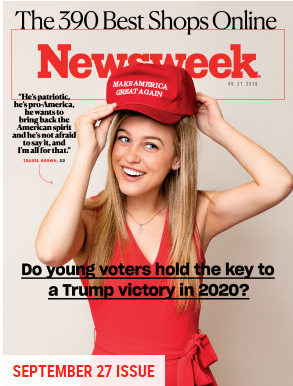 The 390 Best Shops Online
Newsweek
09.27.2019
MAKE AMERICA
GREAT AGAIN
"He's patriotic,
he's pro-America,
he wants to
bring back the
American spirit
and he's not afraid
to say it, and
I'm all for that."
ISABEL BROWN, 22
Do young voters hold the key to
a Trump victory in 2020?
SEPTEMBER 27 ISSUE